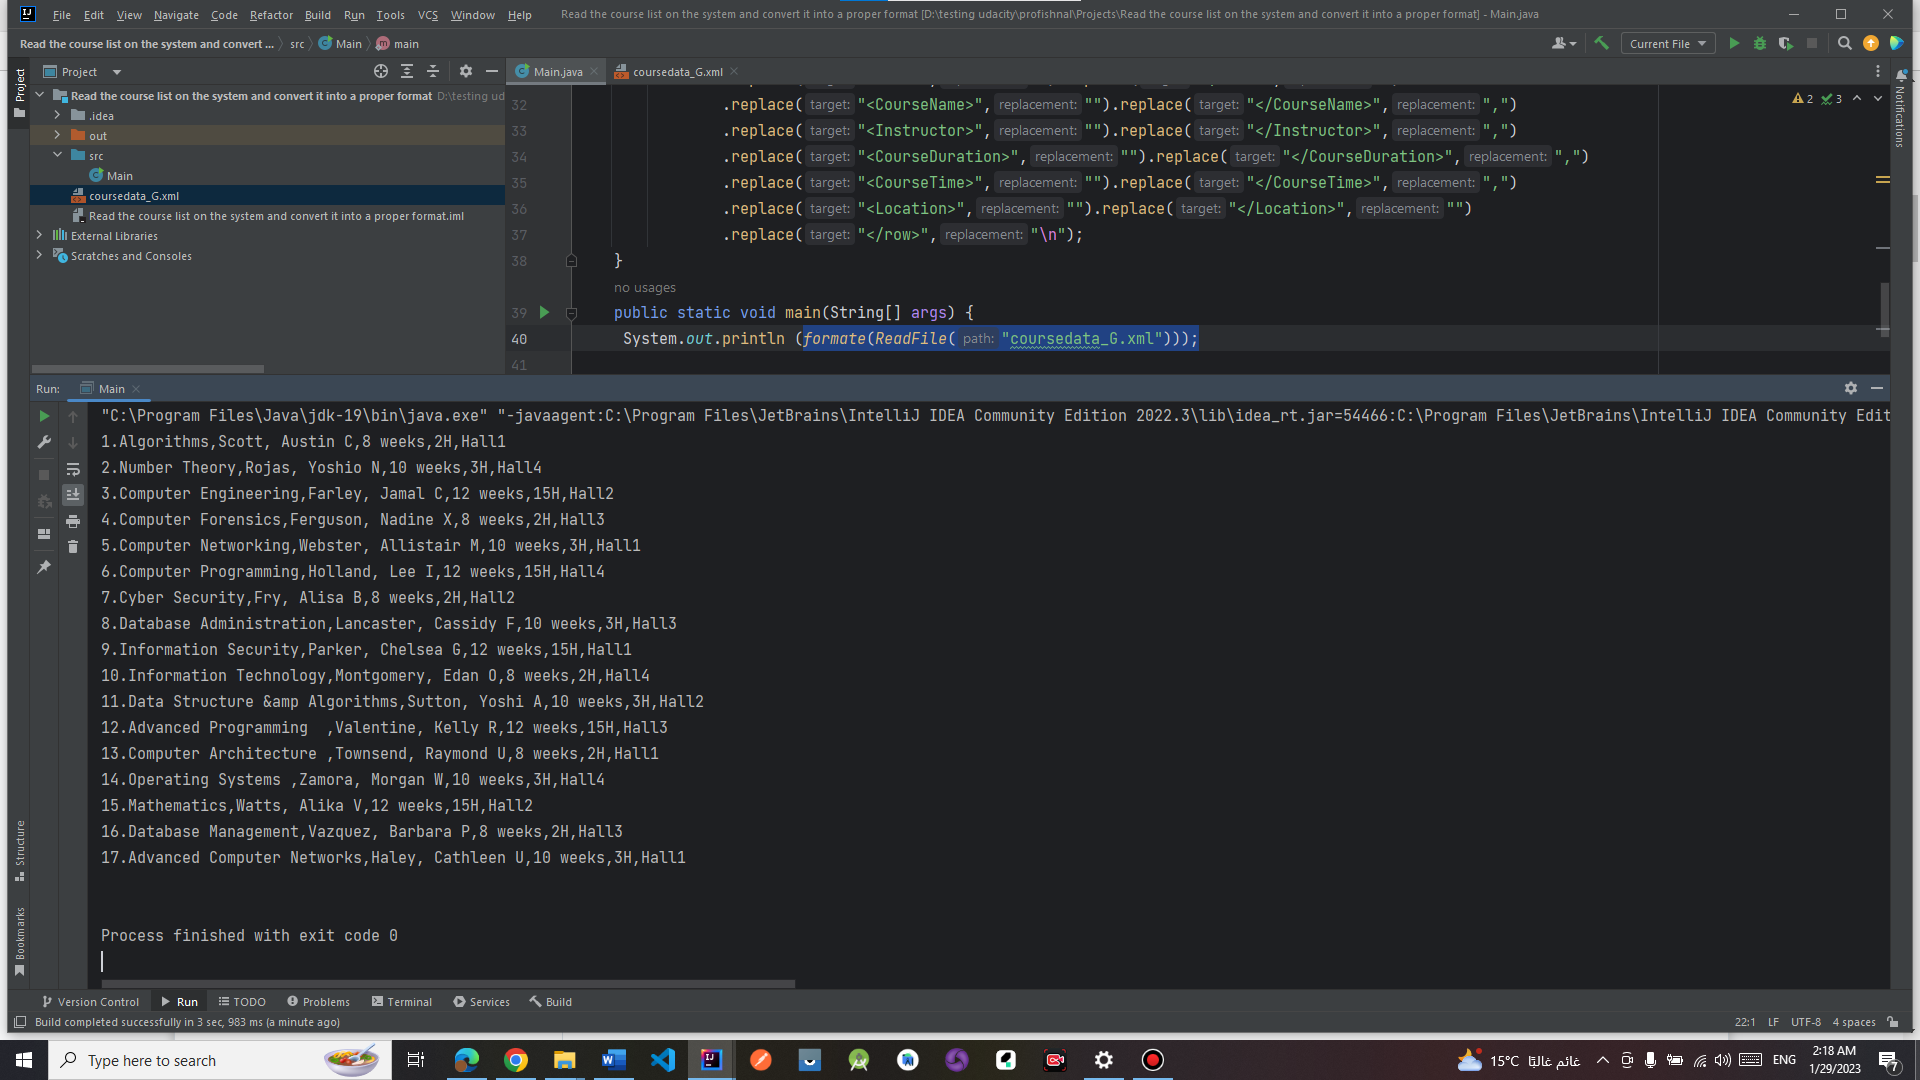 File Edit View Navigate Code Refactor Build Run Tools VCS Window Help Read the course list on the system and convert it into a proper format [D:\testing udacity\profishnal\Projects\Read the course list on the system and convert it into a proper format] - Main.java
Read the course list on the system and convert ... src Main main Current File
Project
Main.java
coursedata_G.xml
Project
Notifications
Read the course list on the system and convert it into a proper format D:\testing ud
.idea
out
src
Main
coursedata_G.xml
Read the course list on the system and convert it into a proper format.iml
External Libraries
Scratches and Consoles
2 3
32 .replace( target: "<CourseName>", replacement: "").replace( target: "</CourseName>", replacement: ",")
33 .replace( target: "<Instructor>", replacement: "").replace( target: "</Instructor>", replacement: ",")
34 .replace( target: "<CourseDuration>", replacement: "").replace( target: "</CourseDuration>", replacement: ",")
35 .replace( target: "<CourseTime>", replacement: "").replace( target: "</CourseTime>", replacement: ",")
36 .replace( target: "<Location>", replacement: "").replace( target: "</Location>", replacement: "")
37 .replace( target: "</row>", replacement: "\n");
38 }
no usages
39 public static void main(String[] args) {
40 System.out.println (formate(ReadFile( path: "coursedata_G.xml")));
41
Run: Main
"C:\Program Files\Java\jdk-19\bin\java.exe" "-javaagent:C:\Program Files\JetBrains\IntelliJ IDEA Community Edition 2022.3\lib\idea_rt.jar=54466:C:\Program Files\JetBrains\IntelliJ IDEA Community Edit
1.Algorithms,Scott, Austin C,8 weeks,2H,Hall1
2.Number Theory,Rojas, Yoshio N,10 weeks,3H,Hall4
3.Computer Engineering,Farley, Jamal C,12 weeks,15H,Hall2
4.Computer Forensics,Ferguson, Nadine X,8 weeks,2H,Hall3
5.Computer Networking,Webster, Allistair M,10 weeks,3H,Hall1
6.Computer Programming,Holland, Lee I,12 weeks,15H,Hall4
7.Cyber Security,Fry, Alisa B,8 weeks,2H,Hall2
8.Database Administration,Lancaster, Cassidy F,10 weeks,3H,Hall3
9.Information Security,Parker, Chelsea G,12 weeks,15H,Hall1
10.Information Technology,Montgomery, Edan O,8 weeks,2H,Hall4
11.Data Structure &amp Algorithms,Sutton, Yoshi A,10 weeks,3H,Hall2
12.Advanced Programming  ,Valentine, Kelly R,12 weeks,15H,Hall3
13.Computer Architecture ,Townsend, Raymond U,8 weeks,2H,Hall1
14.Operating Systems ,Zamora, Morgan W,10 weeks,3H,Hall4
15.Mathematics,Watts, Alika V,12 weeks,15H,Hall2
16.Database Management,Vazquez, Barbara P,8 weeks,2H,Hall3
17.Advanced Computer Networks,Haley, Cathleen U,10 weeks,3H,Hall1
Process finished with exit code 0
Structure
Bookmarks
Version Control Run TODO Problems Terminal Services Build
Build completed successfully in 3 sec, 983 ms (a minute ago) 22:1 LF UTF-8 4 spaces
Type here to search
15°C غائم غالبًا ENG
2:18 AM
1/29/2023
7